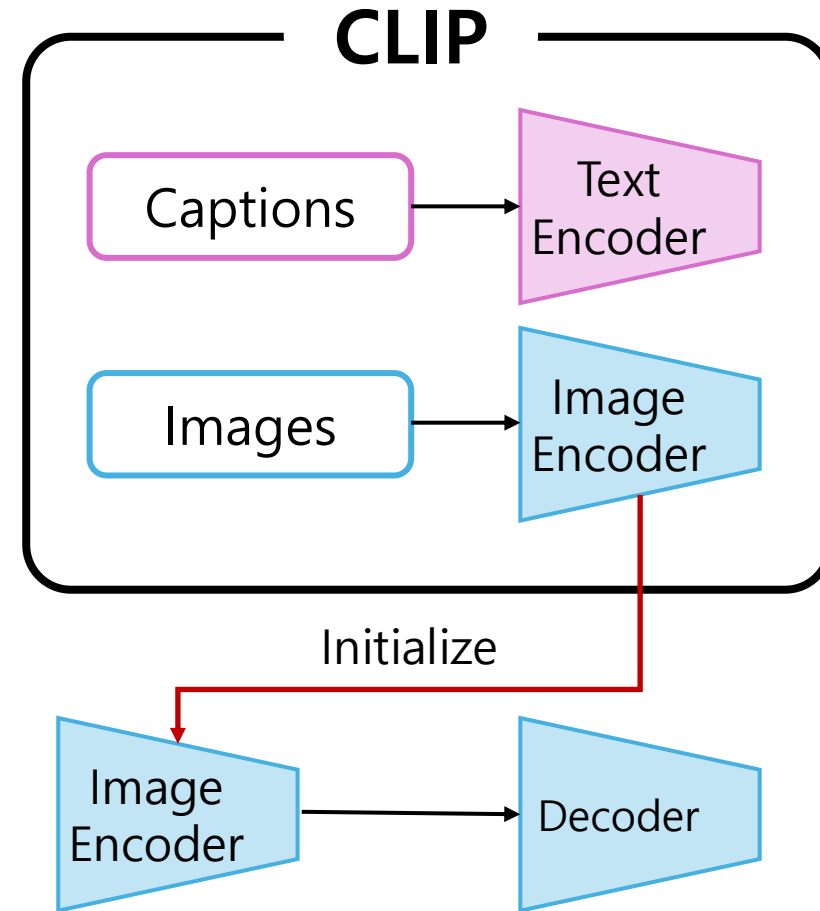 CLIP
Captions
Text
Encoder
Images
Image
Encoder
Initialize
Image
Encoder
Decoder